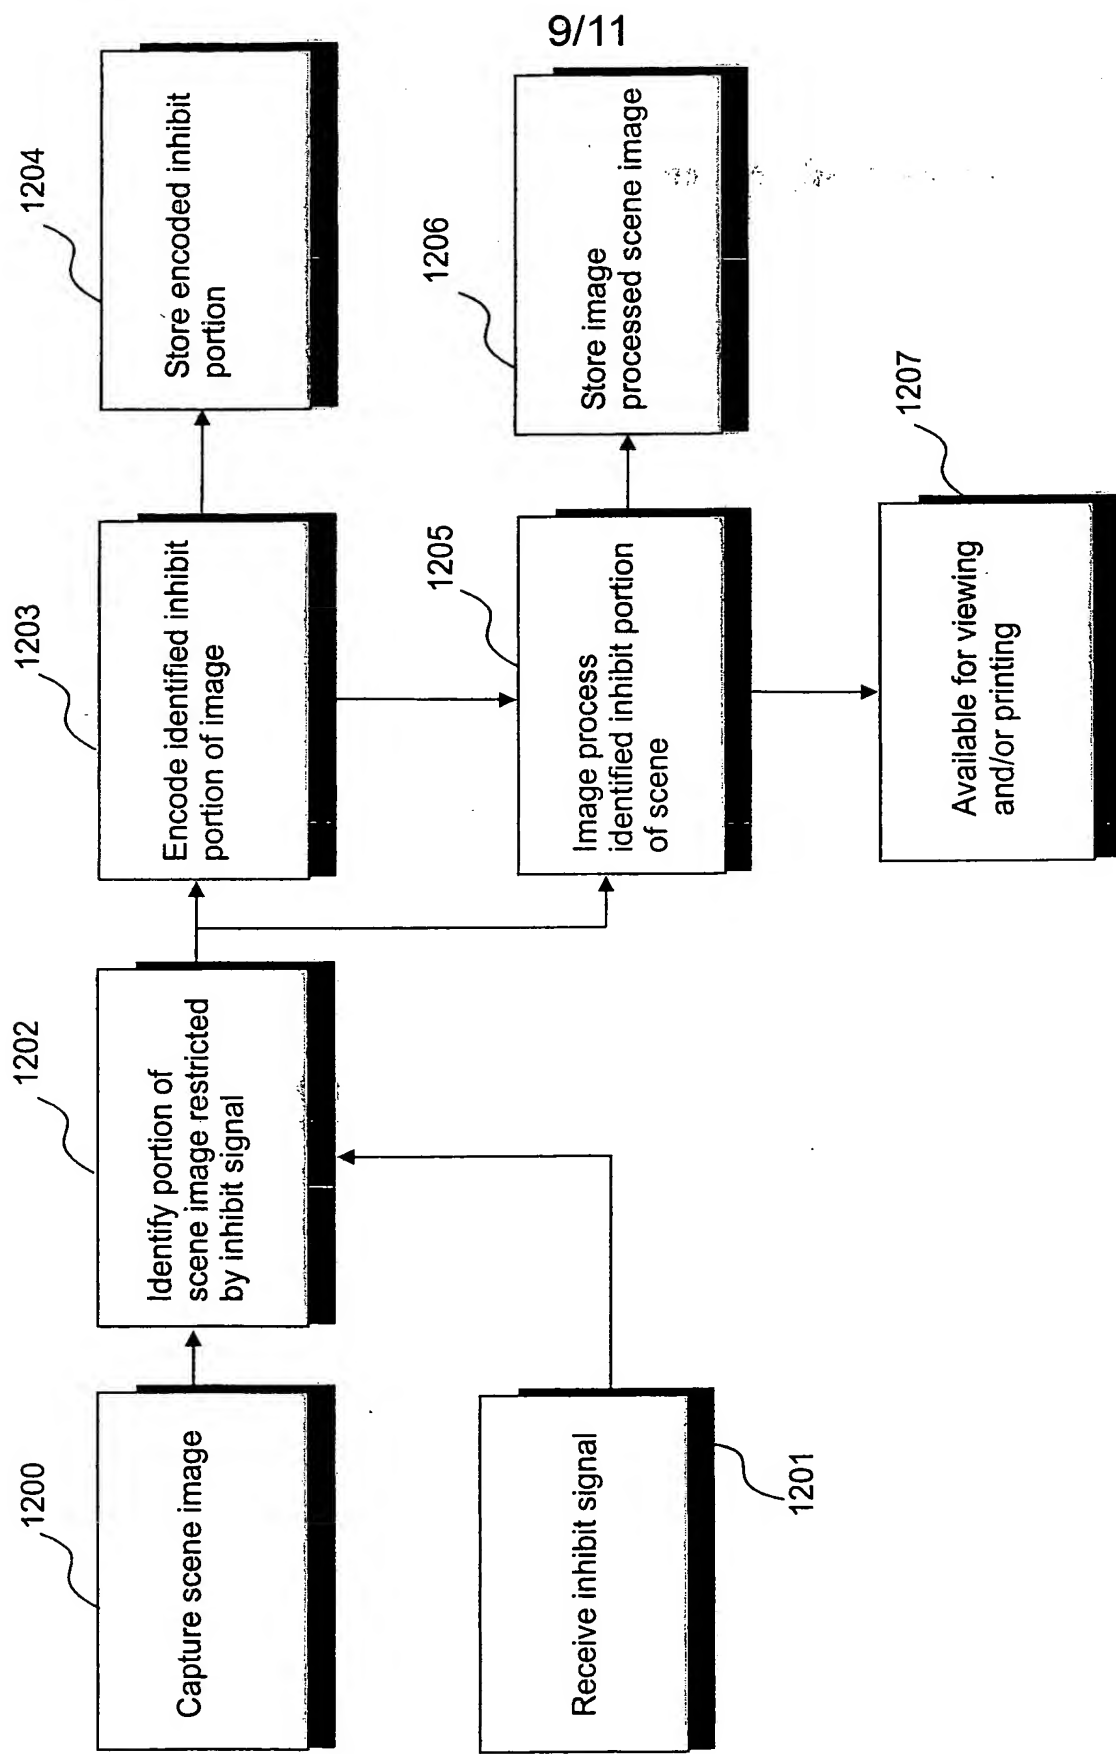 9/11
1200
Capture scene image
1201
Receive inhibit signal
1202
Identify portion of
scene image restricted
by inhibit signal
1203
Encode identified inhibit
portion of image
1204
Store encoded inhibit
portion
1205
Image process
identified inhibit portion
of scene
1206
Store image
processed scene image
1207
Available for viewing
and/or printing